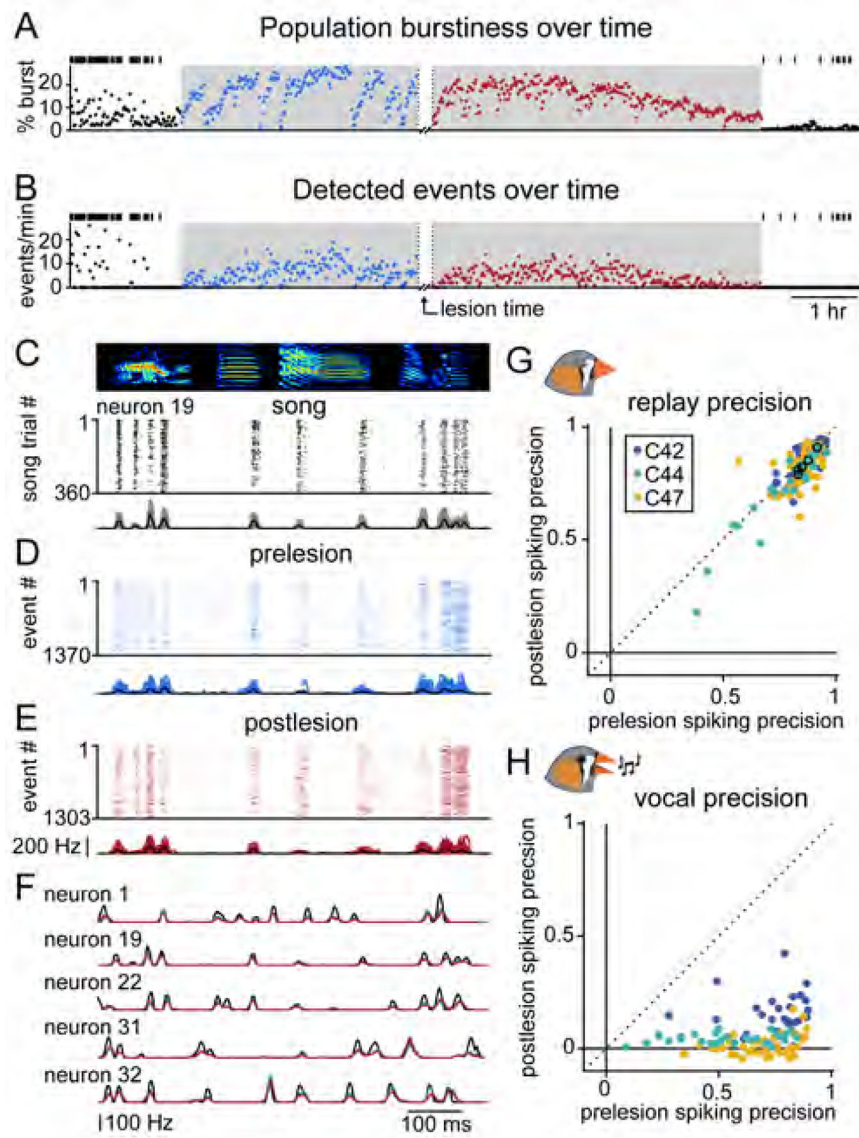 A
Population burstiness over time
% burst
20
10
0
B
Detected events over time
events/min
20
10
0
lesion time
1 hr
C
song trial #
neuron 19
song
1
360
D
prelesion
event #
1
1370
E
postlesion
event #
1
1303
200 Hz
F
neuron 1
neuron 19
neuron 22
neuron 31
neuron 32
100 Hz
100 ms
G
replay precision
postlesion spiking precsion
1
C42
C44
C47
0.5
0
0
0.5
1
prelesion spiking precision
H
vocal precision
postlesion spiking precsion
1
0.5
0
0
0.5
1
prelesion spiking precision